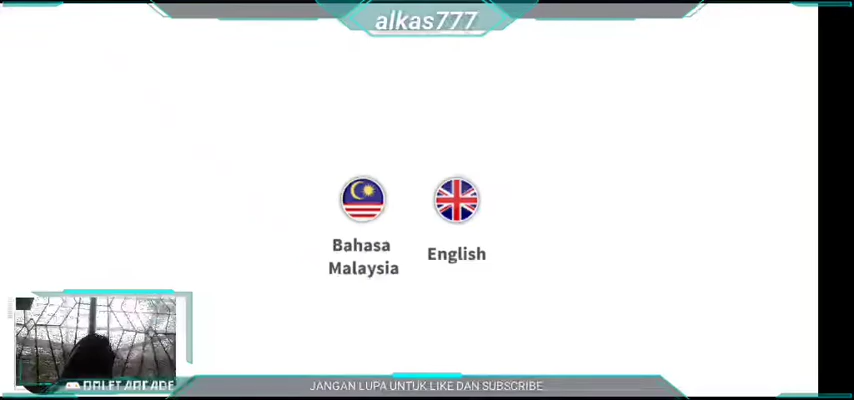 alkas777
Bahasa
Malaysia
English
JANGAN LUPA UNTUK LIKE DAN SUBSCRIBE